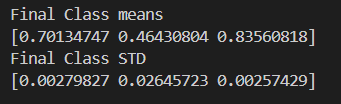 Final Class means
[0.70134747 0.46430804 0.83560818]
Final Class STD
[0.00279827 0.02645723 0.00257429]